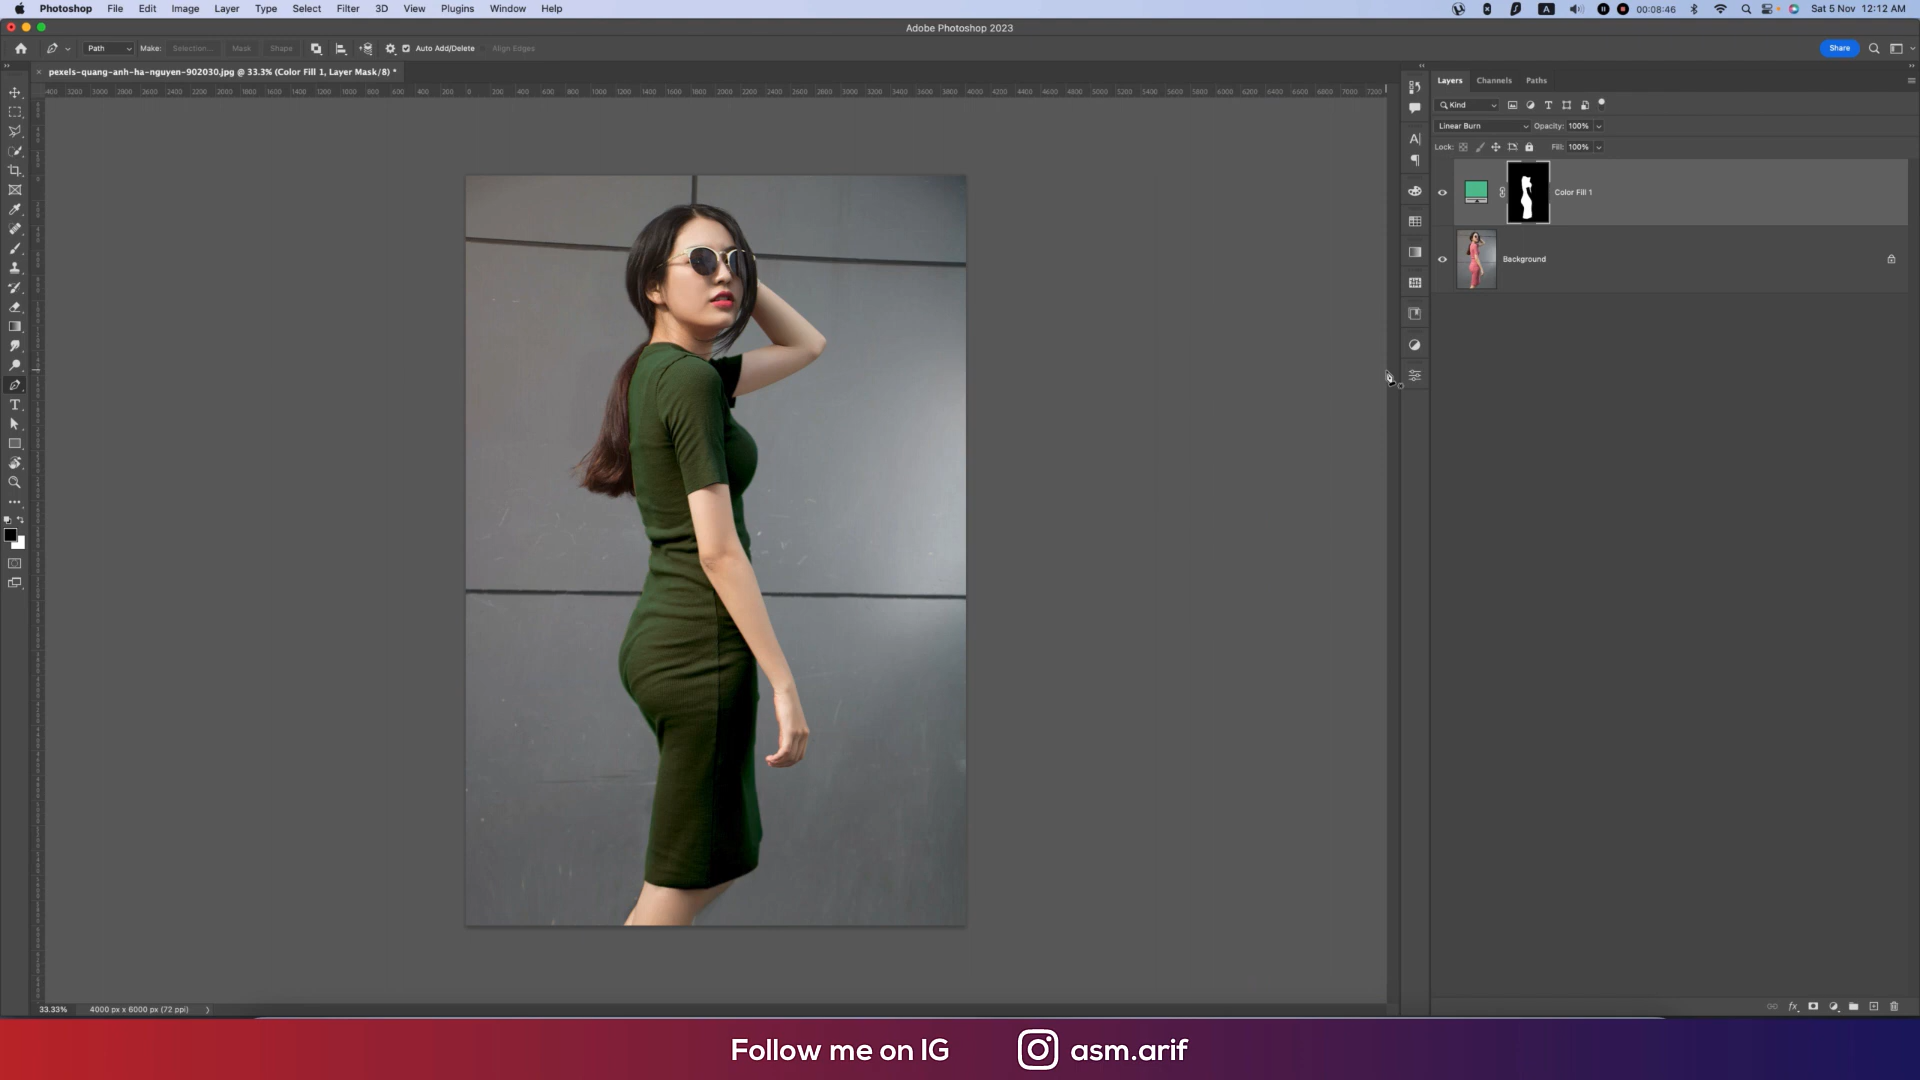 Photoshop File Edit Image Layer Type Select Filter 3D View Plugins Window Help
A 00:08:46 Sat 5 Nov 12:12 AM
Adobe Photoshop 2023
Path Make: Selection... Mask Shape Auto Add/Delete Align Edges Share
pexels-quang-anh-ha-nguyen-902030.jpg @ 33.3% (Color Fill 1, Layer Mask/8) *
Layers Channels Paths
Kind
Linear Burn Opacity: 100%
Lock: Fill: 100%
Color Fill 1
Background
33.33% 4000 px x 6000 px (72 ppi)
Follow me on IG asm.arif